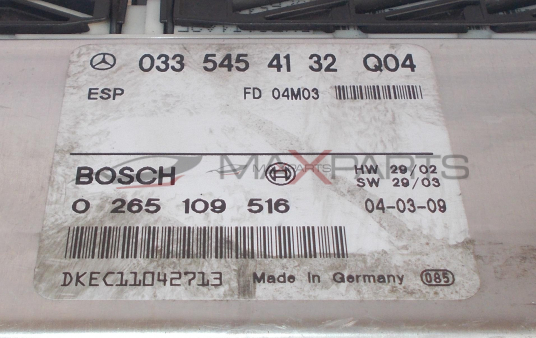 033 545 41 32 Q04
ESP FD 04M03
MAXPARTS
BOSCH HW 29/02
SW 29/03
0 265 109 516 04-03-09
DKEC11042713 Made in Germany 085